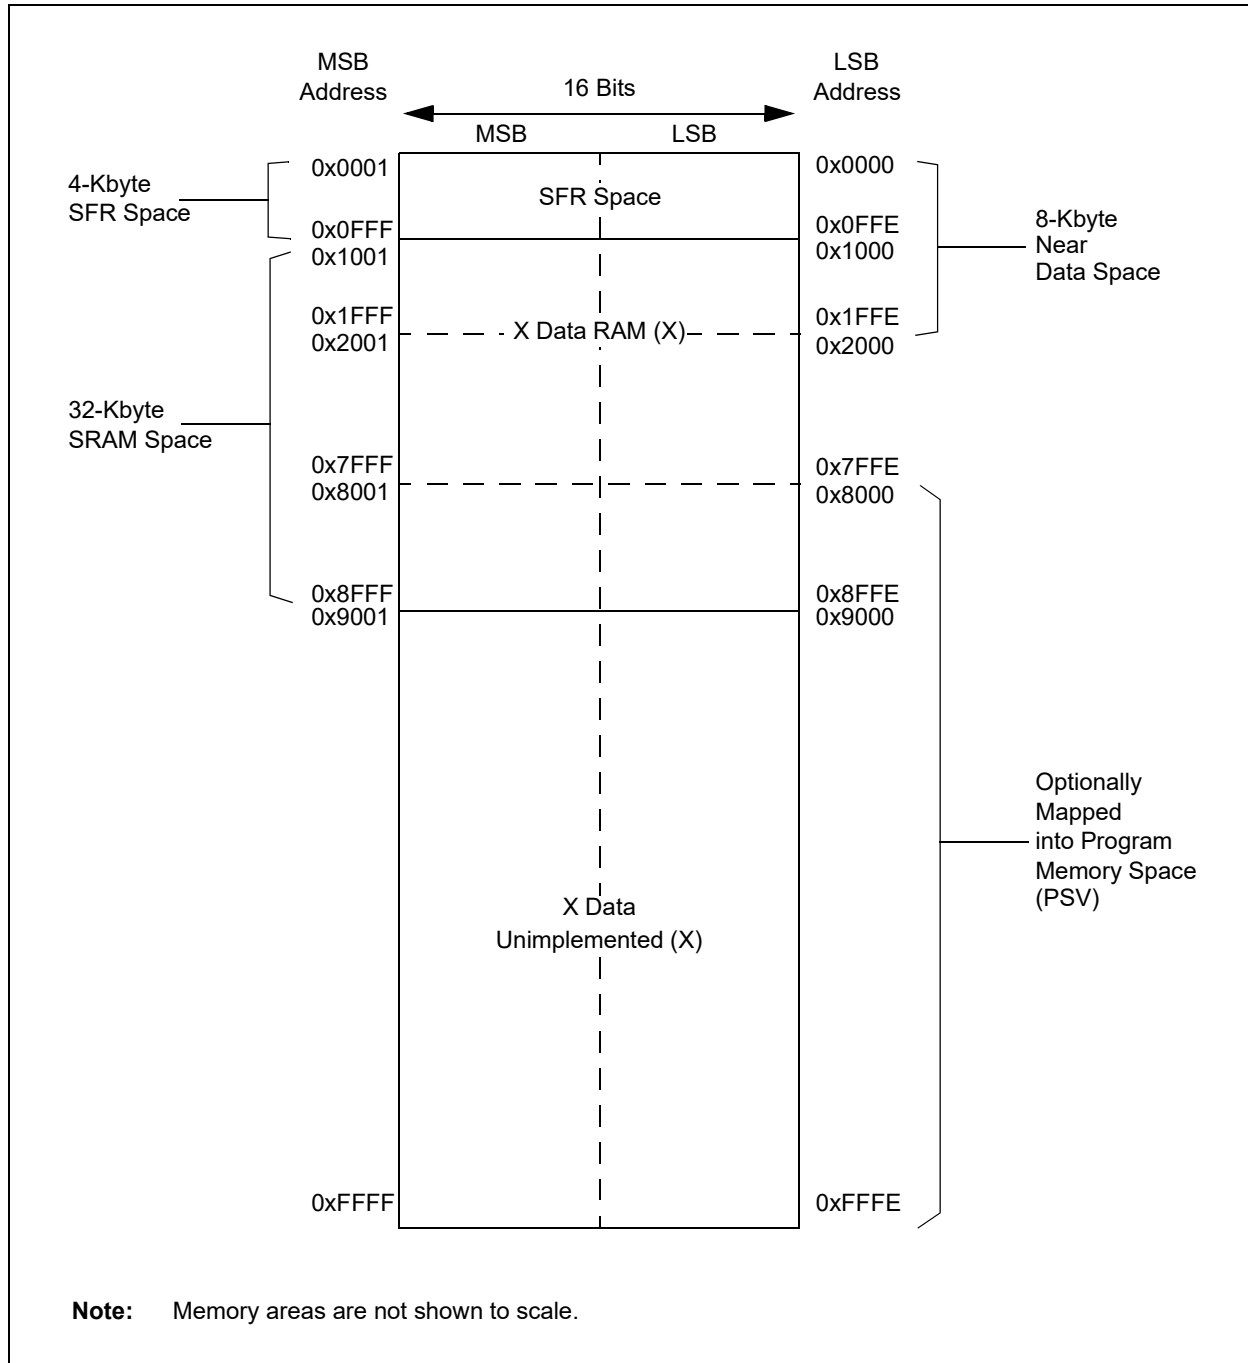 MSB
Address
16 Bits
LSB
Address
MSB
LSB
4-Kbyte
SFR Space
0x0001
0x0FFF
0x1001
SFR Space
0x0000
0x0FFE
0x1000
8-Kbyte
Near
Data Space
0x1FFF
0x2001
X Data RAM (X)
0x1FFE
0x2000
32-Kbyte
SRAM Space
0x7FFF
0x8001
0x7FFE
0x8000
0x8FFF
0x9001
0x8FFE
0x9000
Optionally
Mapped
into Program
Memory Space
(PSV)
X Data
Unimplemented (X)
0xFFFF
0xFFFE
Note: Memory areas are not shown to scale.